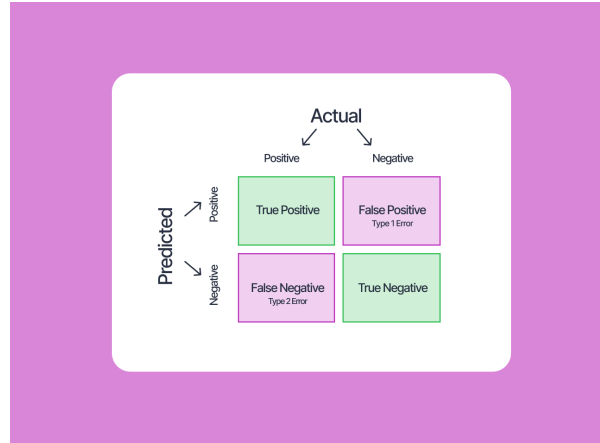 Actual
Positive
Negative
Predicted
Positive
True Positive
False Positive
Type 1 Error
Negative
False Negative
Type 2 Error
True Negative